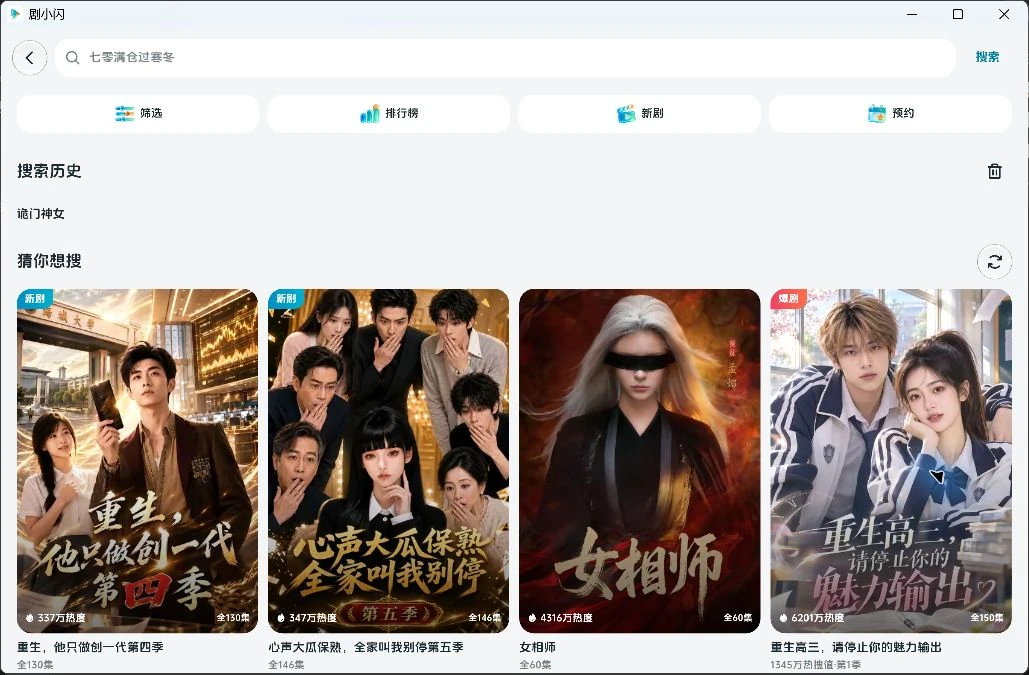 剧小闪
七零满仓过寒冬
搜索
筛选
排行榜
新剧
预约
搜索历史
诡门神女
猜你想搜
新剧
重生，
他只做创一代
第四季
337万热度
全130集
重生，他只做创一代第四季
全130集
新剧
心声大瓜保熟
全家叫我别停
第五季
347万热度
全146集
心声大瓜保熟，全家叫我别停第五季
全146集
女相师
4316万热度
全60集
女相师
全60集
爆剧
重生高三，
请停止你的
魅力输出
6201万热度
全150集
重生高三，请停止你的魅力输出
1345万热搜值·第1季